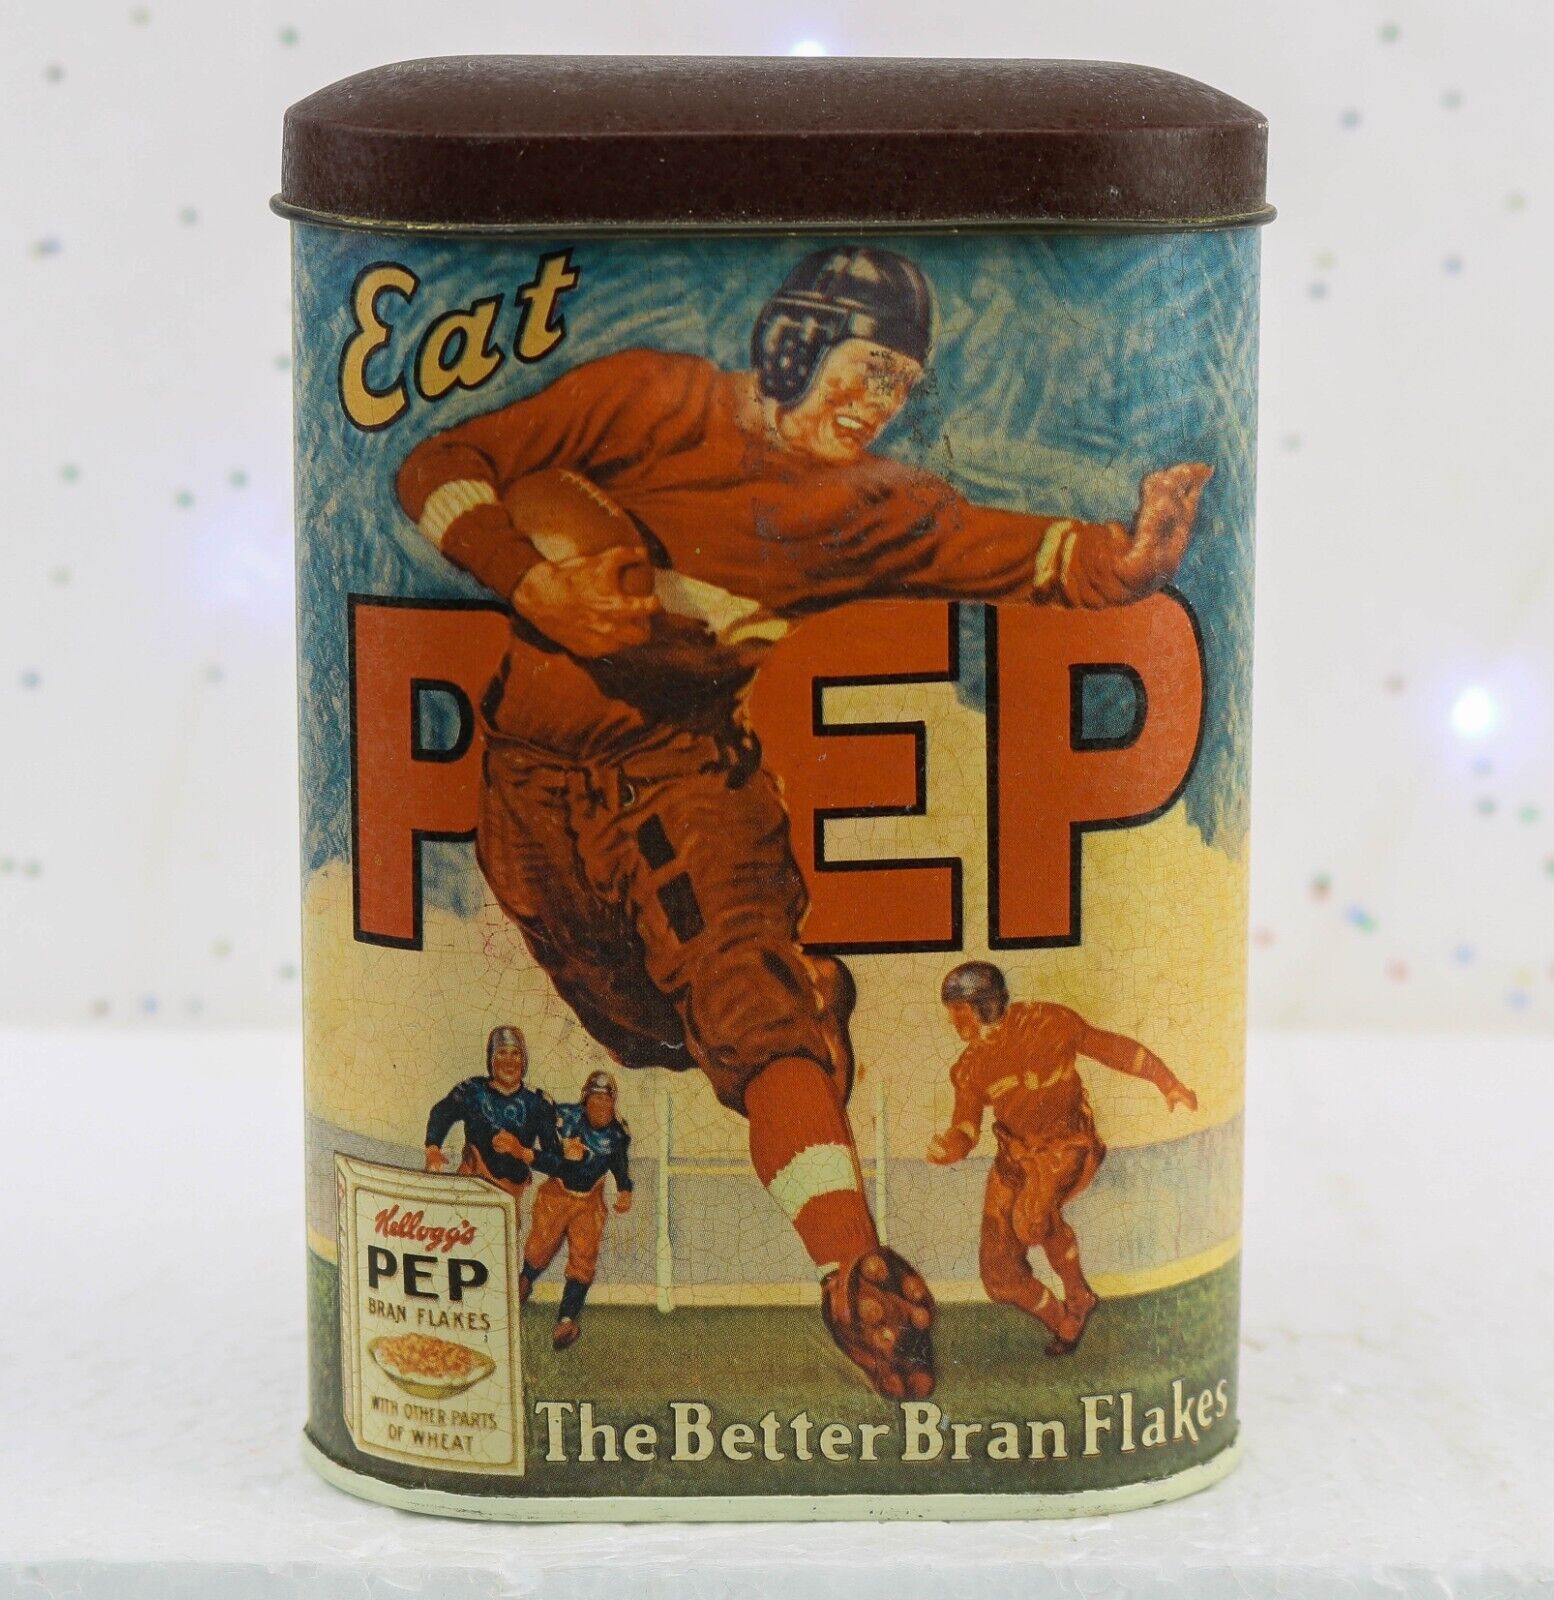 Eat
PEP
Kellogg's
PEP
BRAN FLAKES
WITH OTHER PARTS
OF WHEAT
The Better Bran Flakes